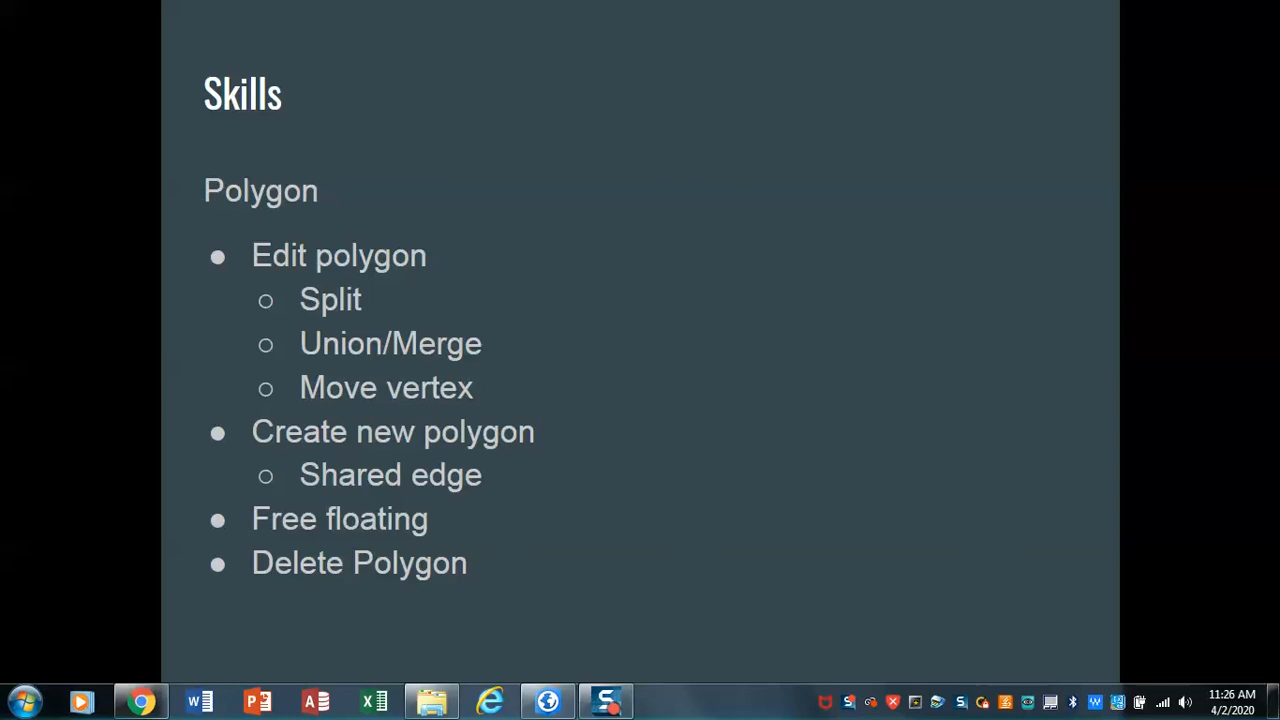 Skills
Polygon
● Edit polygon
○ Split
○ Union/Merge
○ Move vertex
● Create new polygon
○ Shared edge
● Free floating
● Delete Polygon
11:26 AM
4/2/2020